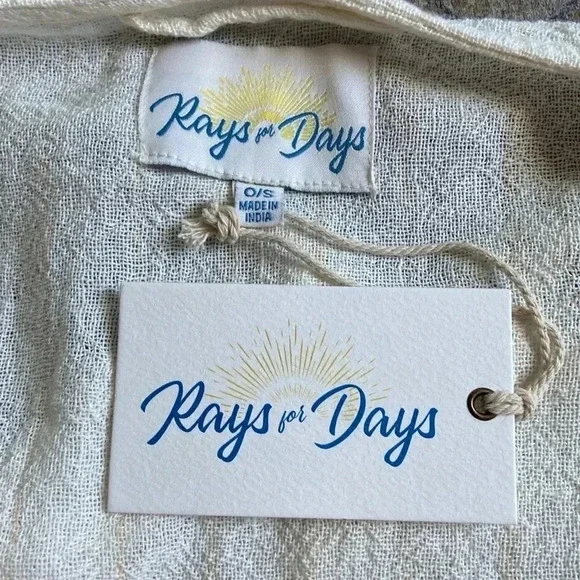 Rays for Days
O/S
MADE IN
INDIA
Rays for Days